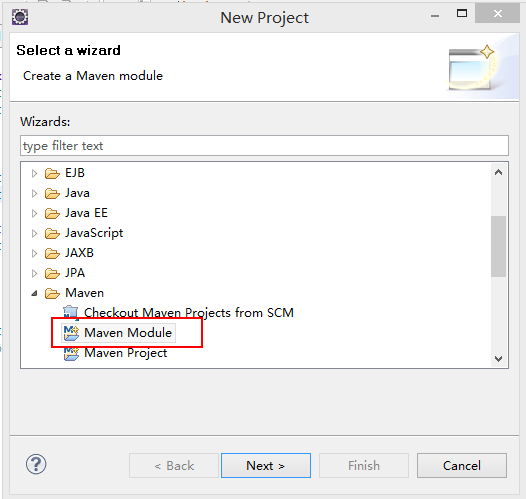 New Project
Select a wizard
Create a Maven module
Wizards:
type filter text
EJB
Java
Java EE
JavaScript
JAXB
JPA
Maven
Checkout Maven Projects from SCM
Maven Module
Maven Project
< Back
Next >
Finish
Cancel